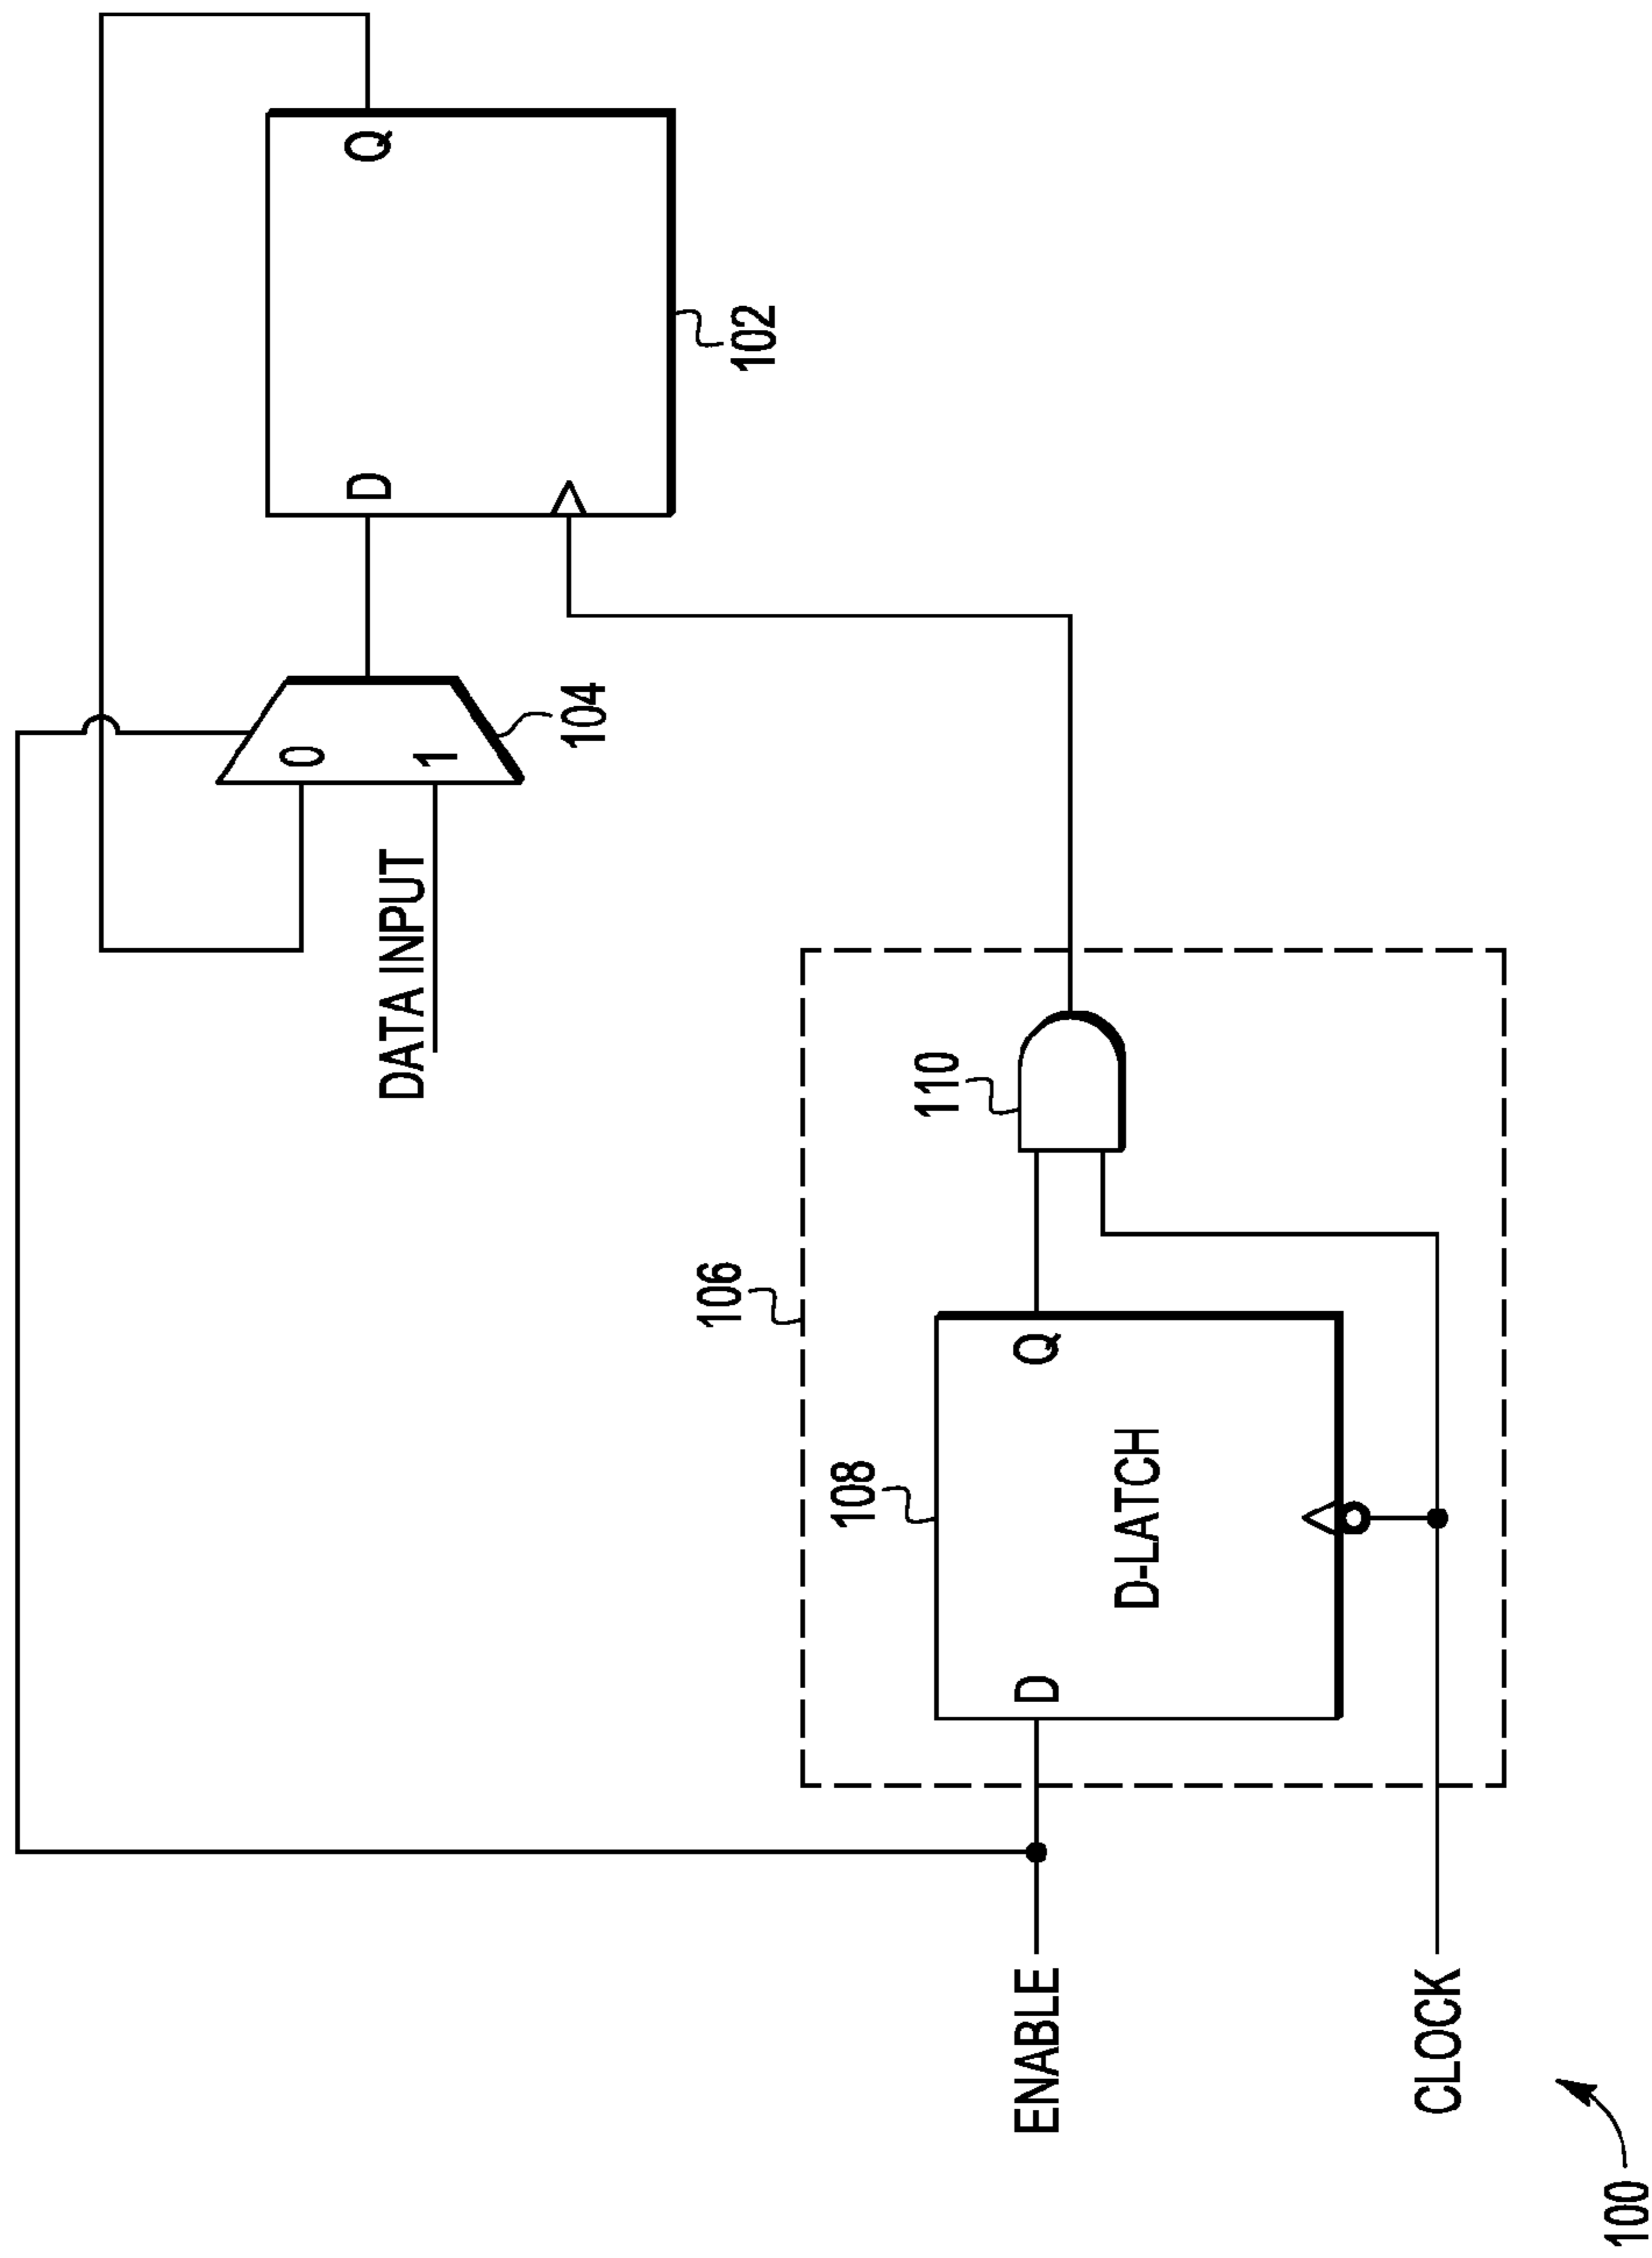 D
Q
102
0
1
104
DATA INPUT
106
110
108
D
Q
D-LATCH
ENABLE
CLOCK
100